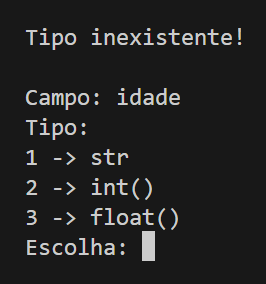 Tipo inexistente!
Campo: idade
Tipo:
1 -> str
2 -> int()
3 -> float()
Escolha: